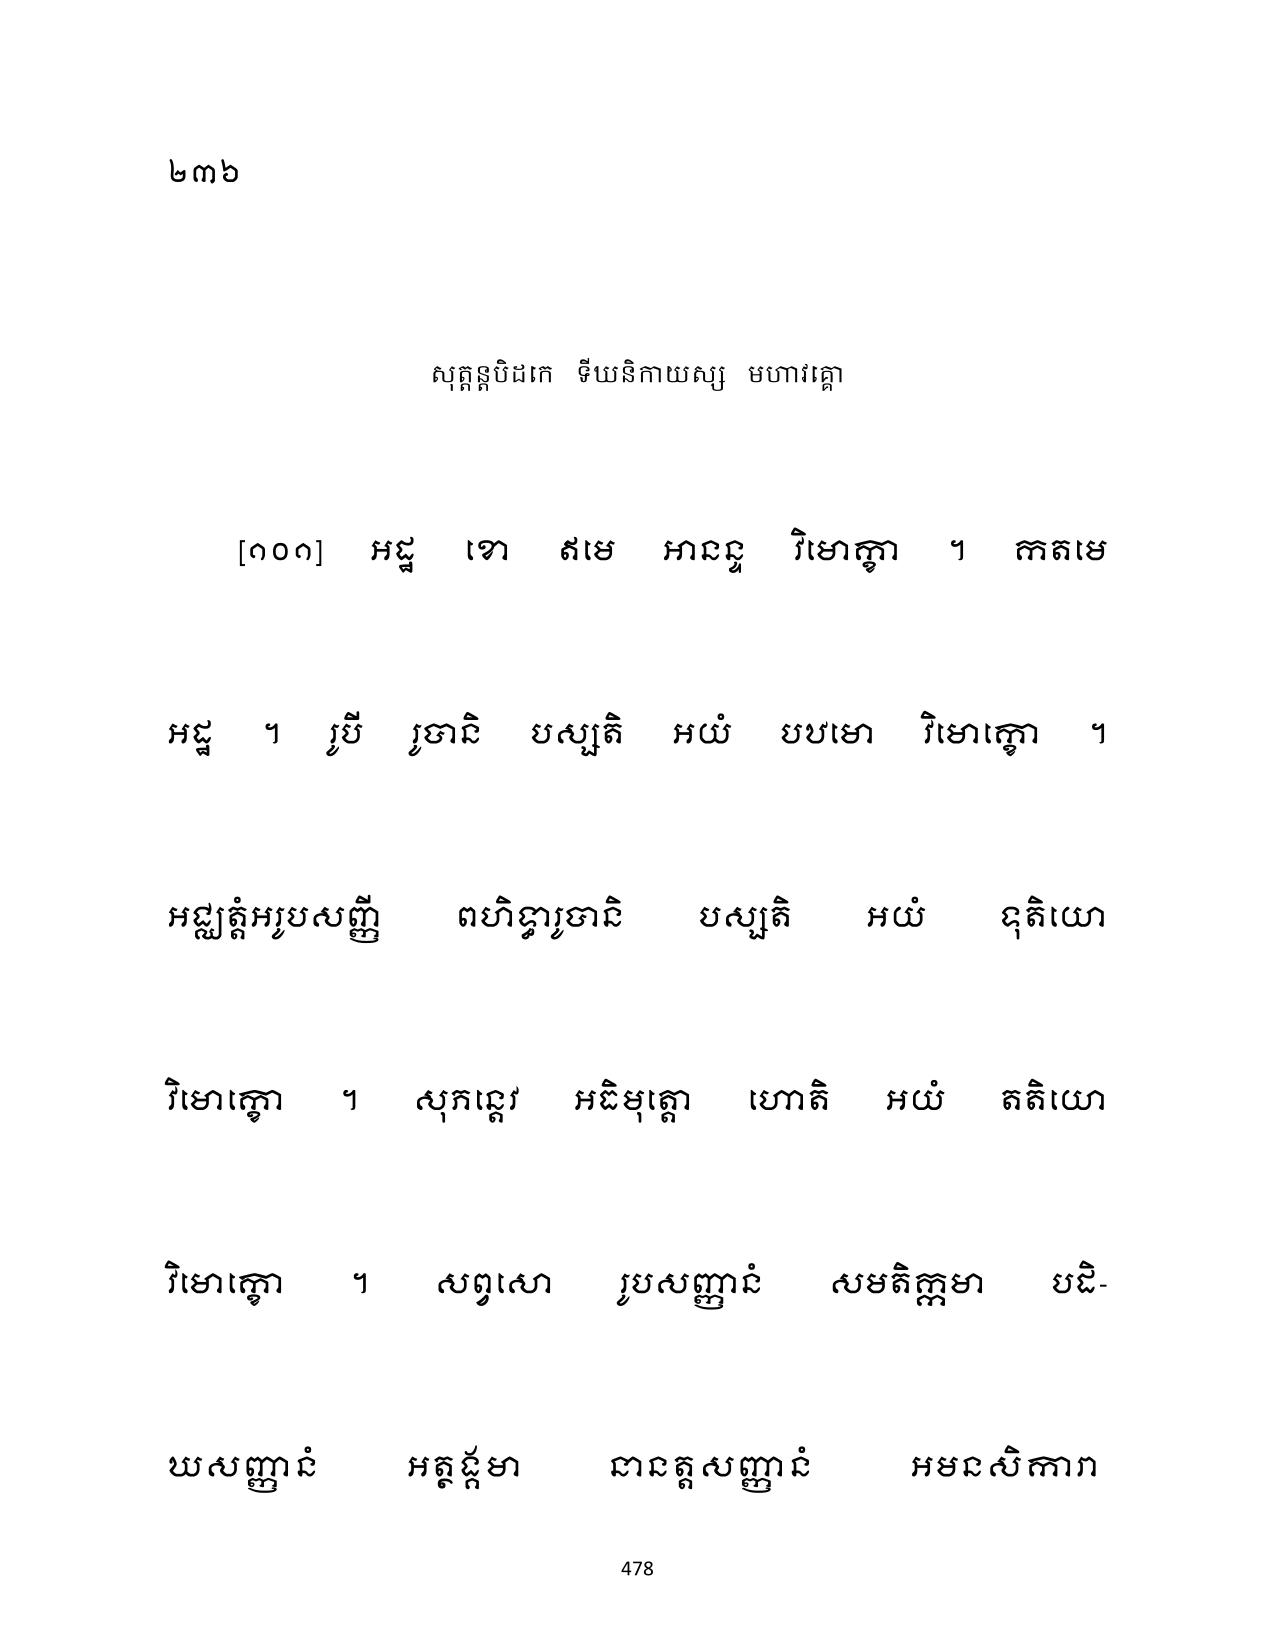 ២៣៦
សុត្តន្តបិដកេ ទីឃនិកាយស្ស មហាវគ្គោ
[១០១] អដ្ឋ ខោ ឥមេ អានន្ទ វិមោក្ខា ។ កតមេ
អដ្ឋ ។ រូបី រូបានិ បស្សតិ អយំ បឋមោ វិមោក្ខោ ។
អជ្ឈត្តំអរូបសញ្ញី ពហិទ្ធារូបានិ បស្សតិ អយំ ទុតិយោ
វិមោក្ខោ ។ សុភន្តេវ អធិមុត្តោ ហោតិ អយំ តតិយោ
វិមោក្ខោ ។ សព្វសោ រូបសញ្ញានំ សមតិក្កមា បដិ-
ឃសញ្ញានំ អត្ថង្គមា នានត្តសញ្ញានំ អមនសិការា
478